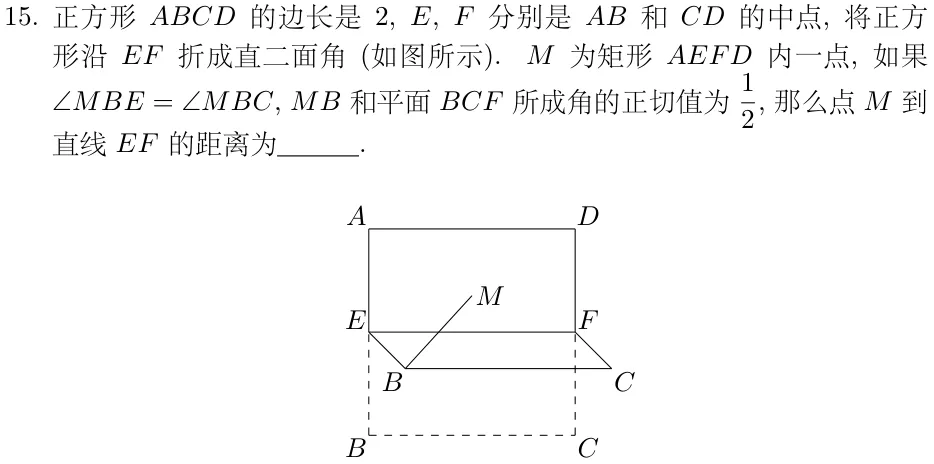 15. 正方形 ABCD 的边长是 2, E, F 分别是 AB 和 CD 的中点, 将正方
形沿 EF 折成直二面角 (如图所示). M 为矩形 AEFD 内一点, 如果
∠MBE = ∠MBC, MB 和平面 BCF 所成角的正切值为 1/2, 那么点 M 到
直线 EF 的距离为______.
A D
M
E F
B C
B C